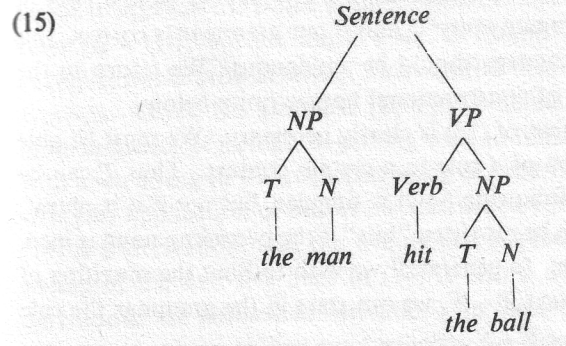 (15) Sentence
NP VP
T N Verb NP
the man hit T N
the ball